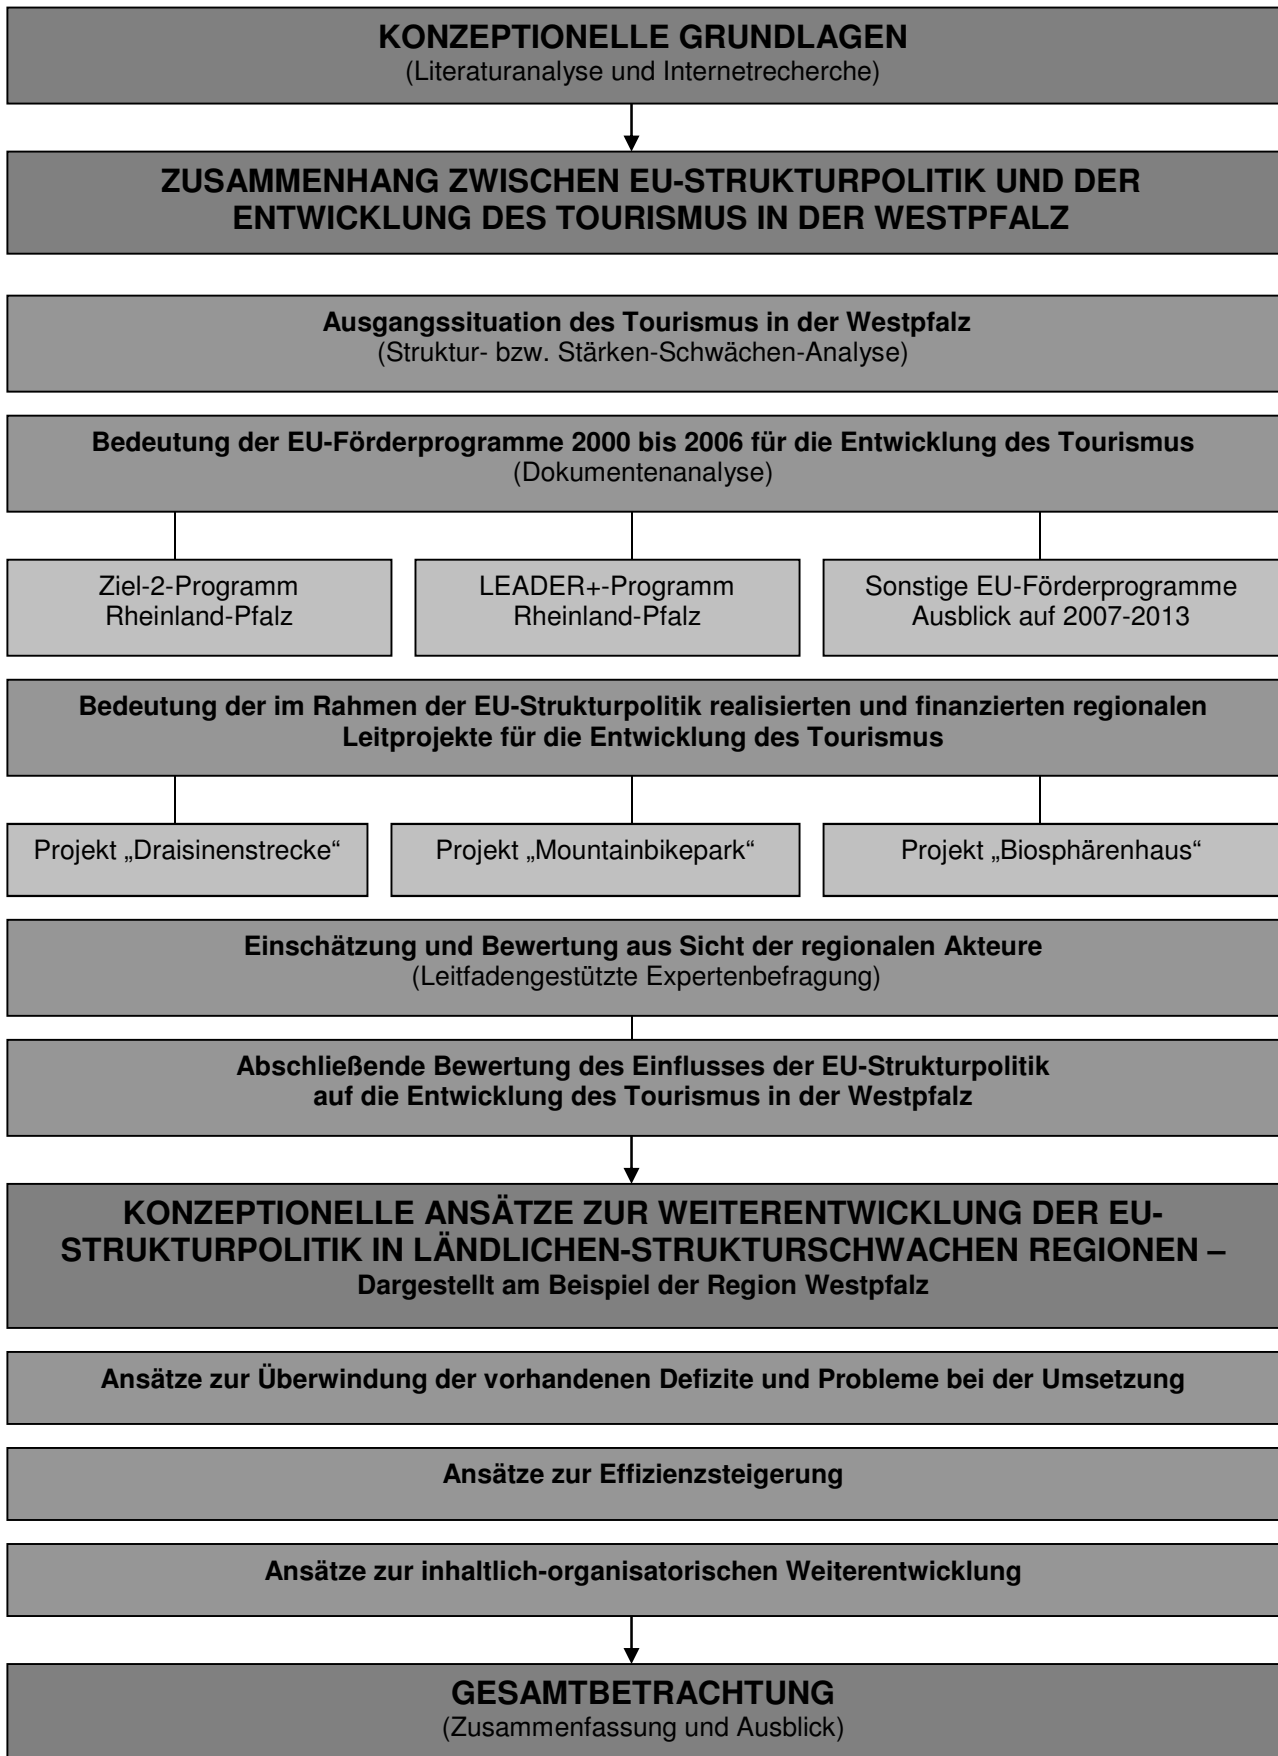 KONZEPTIONELLE GRUNDLAGEN
(Literaturanalyse und Internetrecherche)
ZUSAMMENHANG ZWISCHEN EU-STRUKTURPOLITIK UND DER
ENTWICKLUNG DES TOURISMUS IN DER WESTPFALZ
Ausgangssituation des Tourismus in der Westpfalz
(Struktur- bzw. Stärken-Schwächen-Analyse)
Bedeutung der EU-Förderprogramme 2000 bis 2006 für die Entwicklung des Tourismus
(Dokumentenanalyse)
Ziel-2-Programm
Rheinland-Pfalz
LEADER+-Programm
Rheinland-Pfalz
Sonstige EU-Förderprogramme
Ausblick auf 2007-2013
Bedeutung der im Rahmen der EU-Strukturpolitik realisierten und finanzierten regionalen
Leitprojekte für die Entwicklung des Tourismus
Projekt „Draisinenstrecke“
Projekt „Mountainbikepark“
Projekt „Biosphärenhaus“
Einschätzung und Bewertung aus Sicht der regionalen Akteure
(Leitfadengestützte Expertenbefragung)
Abschließende Bewertung des Einflusses der EU-Strukturpolitik
auf die Entwicklung des Tourismus in der Westpfalz
KONZEPTIONELLE ANSÄTZE ZUR WEITERENTWICKLUNG DER EU-
STRUKTURPOLITIK IN LÄNDLICHEN-STRUKTURSCHWACHEN REGIONEN –
Dargestellt am Beispiel der Region Westpfalz
Ansätze zur Überwindung der vorhandenen Defizite und Probleme bei der Umsetzung
Ansätze zur Effizienzsteigerung
Ansätze zur inhaltlich-organisatorischen Weiterentwicklung
GESAMTBETRACHTUNG
(Zusammenfassung und Ausblick)